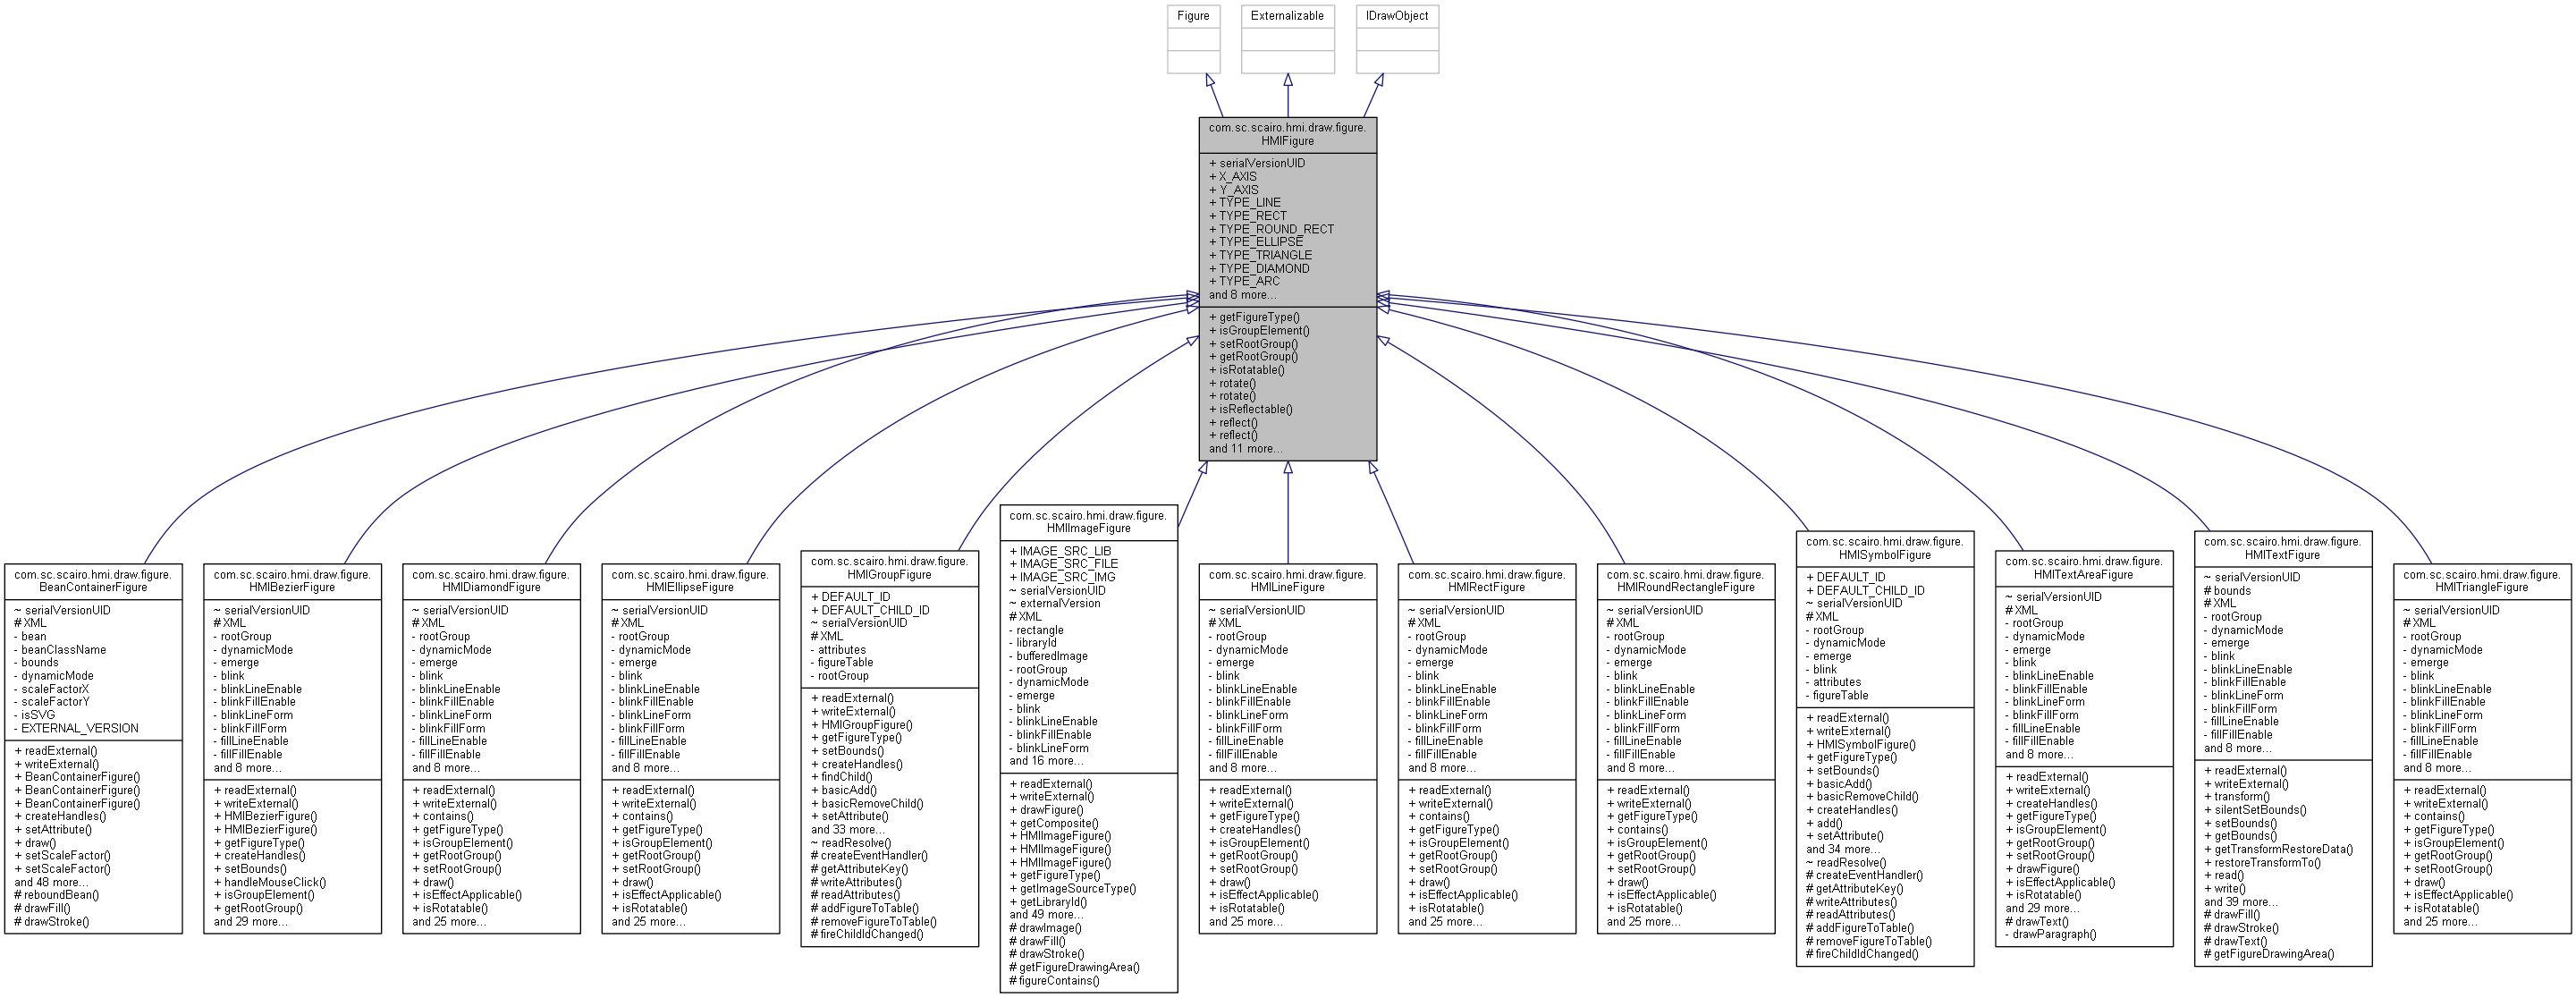 Figure
Externalizable
IDrawObject
com.sc.scairo.hmi.draw.figure.
HMIFigure
+ serialVersionUID
+ X_AXIS
+ Y_AXIS
+ TYPE_LINE
+ TYPE_RECT
+ TYPE_ROUND_RECT
+ TYPE_ELLIPSE
+ TYPE_TRIANGLE
+ TYPE_DIAMOND
+ TYPE_ARC
and 8 more...
+ getFigureType()
+ isGroupElement()
+ setRootGroup()
+ getRootGroup()
+ isRotatable()
+ rotate()
+ rotate()
+ isReflectable()
+ reflect()
+ reflect()
and 11 more...
com.sc.scairo.hmi.draw.figure.
BeanContainerFigure
~ serialVersionUID
# XML
- bean
- beanClassName
- bounds
- dynamicMode
- scaleFactorX
- scaleFactorY
- isSVG
- EXTERNAL_VERSION
+ readExternal()
+ writeExternal()
+ BeanContainerFigure()
+ BeanContainerFigure()
+ BeanContainerFigure()
+ createHandles()
+ setAttribute()
+ draw()
+ setScaleFactor()
+ setScaleFactor()
and 48 more...
# reboundBean()
# drawFill()
# drawStroke()
com.sc.scairo.hmi.draw.figure.
HMIBezierFigure
~ serialVersionUID
# XML
- rootGroup
- dynamicMode
- emerge
- blink
- blinkLineEnable
- blinkFillEnable
- blinkLineForm
- blinkFillForm
- fillLineEnable
- fillFillEnable
and 8 more...
+ readExternal()
+ writeExternal()
+ HMIBezierFigure()
+ HMIBezierFigure()
+ getFigureType()
+ createHandles()
+ setBounds()
+ handleMouseClick()
+ isGroupElement()
+ getRootGroup()
and 29 more...
com.sc.scairo.hmi.draw.figure.
HMIDiamondFigure
~ serialVersionUID
# XML
- rootGroup
- dynamicMode
- emerge
- blink
- blinkLineEnable
- blinkFillEnable
- blinkLineForm
- blinkFillForm
- fillLineEnable
- fillFillEnable
and 8 more...
+ readExternal()
+ writeExternal()
+ contains()
+ getFigureType()
+ isGroupElement()
+ getRootGroup()
+ setRootGroup()
+ draw()
+ isEffectApplicable()
+ isRotatable()
and 25 more...
com.sc.scairo.hmi.draw.figure.
HMIEllipseFigure
~ serialVersionUID
# XML
- rootGroup
- dynamicMode
- emerge
- blink
- blinkLineEnable
- blinkFillEnable
- blinkLineForm
- blinkFillForm
- fillLineEnable
- fillFillEnable
and 8 more...
+ readExternal()
+ writeExternal()
+ contains()
+ getFigureType()
+ isGroupElement()
+ getRootGroup()
+ setRootGroup()
+ draw()
+ isEffectApplicable()
+ isRotatable()
and 25 more...
com.sc.scairo.hmi.draw.figure.
HMIGroupFigure
+ DEFAULT_ID
+ DEFAULT_CHILD_ID
~ serialVersionUID
# XML
- attributes
- figureTable
- rootGroup
+ readExternal()
+ writeExternal()
+ HMIGroupFigure()
+ getFigureType()
+ setBounds()
+ createHandles()
+ findChild()
+ basicAdd()
+ basicRemoveChild()
+ setAttribute()
and 33 more...
~ readResolve()
# createEventHandler()
# getAttributeKey()
# writeAttributes()
# readAttributes()
# addFigureToTable()
# removeFigureToTable()
# fireChildIdChanged()
com.sc.scairo.hmi.draw.figure.
HMIImageFigure
+ IMAGE_SRC_LIB
+ IMAGE_SRC_FILE
+ IMAGE_SRC_IMG
~ serialVersionUID
~ externalVersion
# XML
- rectangle
- libraryId
- bufferedImage
- rootGroup
- dynamicMode
- emerge
- blink
- blinkLineEnable
- blinkFillEnable
- blinkLineForm
and 16 more...
+ readExternal()
+ writeExternal()
+ drawFigure()
+ getComposite()
+ HMIImageFigure()
+ HMIImageFigure()
+ HMIImageFigure()
+ getFigureType()
+ getImageSourceType()
+ getLibraryId()
and 49 more...
# drawImage()
# drawFill()
# drawStroke()
# getFigureDrawingArea()
# figureContains()
com.sc.scairo.hmi.draw.figure.
HMILineFigure
~ serialVersionUID
# XML
- rootGroup
- dynamicMode
- emerge
- blink
- blinkLineEnable
- blinkFillEnable
- blinkLineForm
- blinkFillForm
- fillLineEnable
- fillFillEnable
and 8 more...
+ readExternal()
+ writeExternal()
+ getFigureType()
+ createHandles()
+ isGroupElement()
+ getRootGroup()
+ setRootGroup()
+ draw()
+ isEffectApplicable()
+ isRotatable()
and 25 more...
com.sc.scairo.hmi.draw.figure.
HMIRectFigure
~ serialVersionUID
# XML
- rootGroup
- dynamicMode
- emerge
- blink
- blinkLineEnable
- blinkFillEnable
- blinkLineForm
- blinkFillForm
- fillLineEnable
- fillFillEnable
and 8 more...
+ readExternal()
+ writeExternal()
+ contains()
+ getFigureType()
+ isGroupElement()
+ getRootGroup()
+ setRootGroup()
+ draw()
+ isEffectApplicable()
+ isRotatable()
and 25 more...
com.sc.scairo.hmi.draw.figure.
HMIRoundRectangleFigure
~ serialVersionUID
# XML
- rootGroup
- dynamicMode
- emerge
- blink
- blinkLineEnable
- blinkFillEnable
- blinkLineForm
- blinkFillForm
- fillLineEnable
- fillFillEnable
and 8 more...
+ readExternal()
+ writeExternal()
+ getFigureType()
+ contains()
+ isGroupElement()
+ getRootGroup()
+ setRootGroup()
+ draw()
+ isEffectApplicable()
+ isRotatable()
and 25 more...
com.sc.scairo.hmi.draw.figure.
HMISymbolFigure
+ DEFAULT_ID
+ DEFAULT_CHILD_ID
~ serialVersionUID
# XML
- rootGroup
- dynamicMode
- emerge
- blink
- attributes
- figureTable
+ readExternal()
+ writeExternal()
+ HMISymbolFigure()
+ getFigureType()
+ setBounds()
+ basicAdd()
+ basicRemoveChild()
+ createHandles()
+ add()
+ setAttribute()
and 34 more...
~ readResolve()
# createEventHandler()
# getAttributeKey()
# writeAttributes()
# readAttributes()
# addFigureToTable()
# removeFigureToTable()
# fireChildIdChanged()
com.sc.scairo.hmi.draw.figure.
HMITextAreaFigure
~ serialVersionUID
# XML
- rootGroup
- dynamicMode
- emerge
- blink
- blinkLineEnable
- blinkFillEnable
- blinkLineForm
- blinkFillForm
- fillLineEnable
- fillFillEnable
and 8 more...
+ readExternal()
+ writeExternal()
+ createHandles()
+ getFigureType()
+ isGroupElement()
+ getRootGroup()
+ setRootGroup()
+ drawFigure()
+ isEffectApplicable()
+ isRotatable()
and 29 more...
# drawText()
- drawParagraph()
com.sc.scairo.hmi.draw.figure.
HMITextFigure
~ serialVersionUID
# bounds
# XML
- rootGroup
- dynamicMode
- emerge
- blink
- blinkLineEnable
- blinkFillEnable
- blinkLineForm
- blinkFillForm
- fillLineEnable
- fillFillEnable
and 8 more...
+ readExternal()
+ writeExternal()
+ transform()
+ silentSetBounds()
+ setBounds()
+ getBounds()
+ getTransformRestoreData()
+ restoreTransformTo()
+ read()
+ write()
and 39 more...
# drawFill()
# drawStroke()
# drawText()
# getFigureDrawingArea()
com.sc.scairo.hmi.draw.figure.
HMITriangleFigure
~ serialVersionUID
# XML
- rootGroup
- dynamicMode
- emerge
- blink
- blinkLineEnable
- blinkFillEnable
- blinkLineForm
- blinkFillForm
- fillLineEnable
- fillFillEnable
and 8 more...
+ readExternal()
+ writeExternal()
+ contains()
+ getFigureType()
+ isGroupElement()
+ getRootGroup()
+ setRootGroup()
+ draw()
+ isEffectApplicable()
+ isRotatable()
and 25 more...